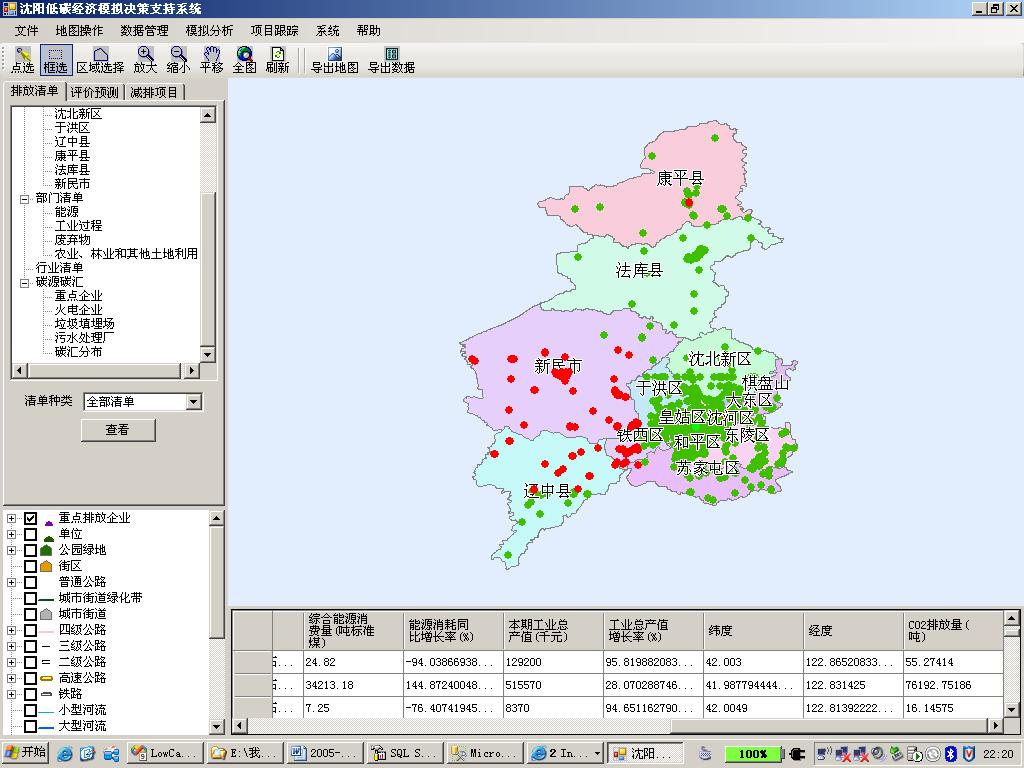 沈阳低碳经济模拟决策支持系统
文件 地图操作 数据管理 模拟分析 项目跟踪 系统 帮助
点选 框选 区域选择 放大 缩小 平移 全图 刷新 导出地图 导出数据
排放清单 评价预测 减排项目
沈北新区
于洪区
辽中县
康平县
法库县
新民市
部门清单
能源
工业过程
废弃物
农业、林业和其他土地利用
行业清单
碳源碳汇
重点企业
火电企业
垃圾填埋场
污水处理厂
碳汇分布
清单种类 全部清单
查看
重点排放企业
单位
公园绿地
街区
普通公路
城市街道绿化带
城市街道
四级公路
三级公路
二级公路
高速公路
铁路
小型河流
大型河流
康平县
法库县
沈北新区
新民市
于洪区
棋盘山
大东区
皇姑区
沈河区
铁西区
和平区
东陵区
苏家屯区
辽中县
综合能源消费量(吨标准煤) 能源消耗同比增长率(%) 本期工业总产值(千元) 工业总产值增长率(%) 纬度 经度 CO2排放量(吨)
... 24.82 -94.03866938... 129200 95.819882083... 42.003 122.86520833... 55.27414
... 34213.18 144.87240048... 515570 28.070288746... 41.987794444... 122.831425 76192.75186
... 7.25 -76.40741945... 8370 94.651162790... 42.0049 122.81392222... 16.14575
开始 LowCa... E:\我... 2005-... SQL S... Micro... 2 In... 沈阳... 100% 22:20